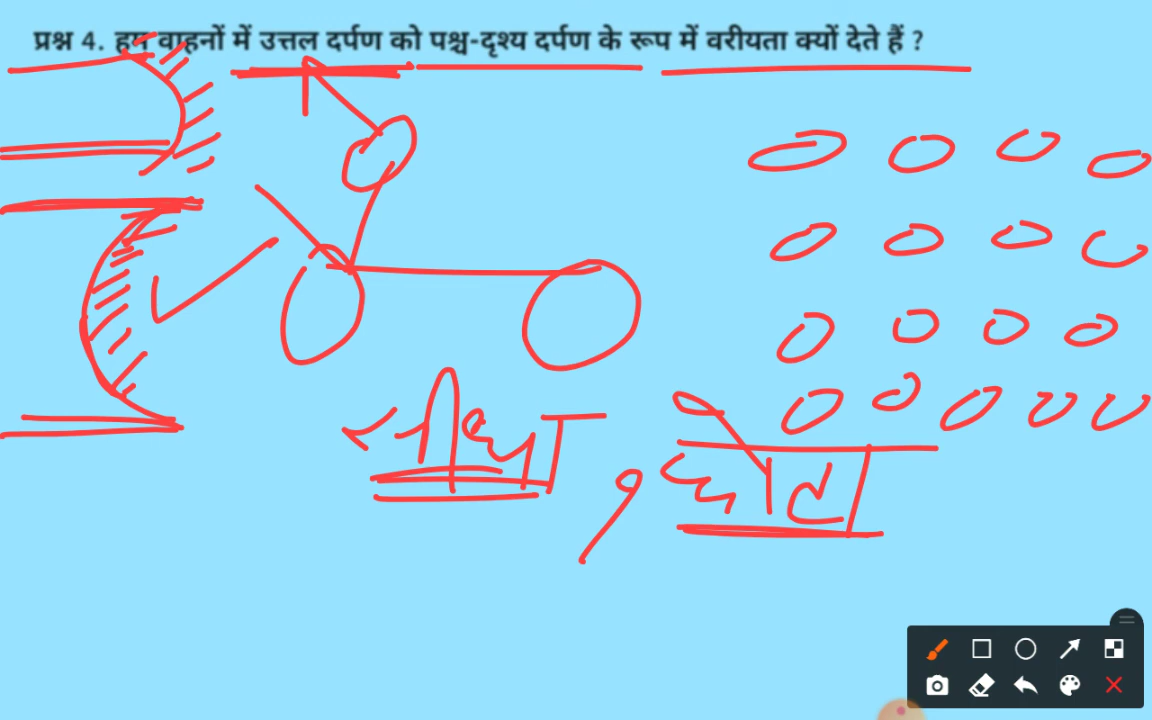 प्रश्न 4. हम वाहनों में उत्तल दर्पण को पश्च-दृश्य दर्पण के रूप में वरीयता क्यों देते हैं ?